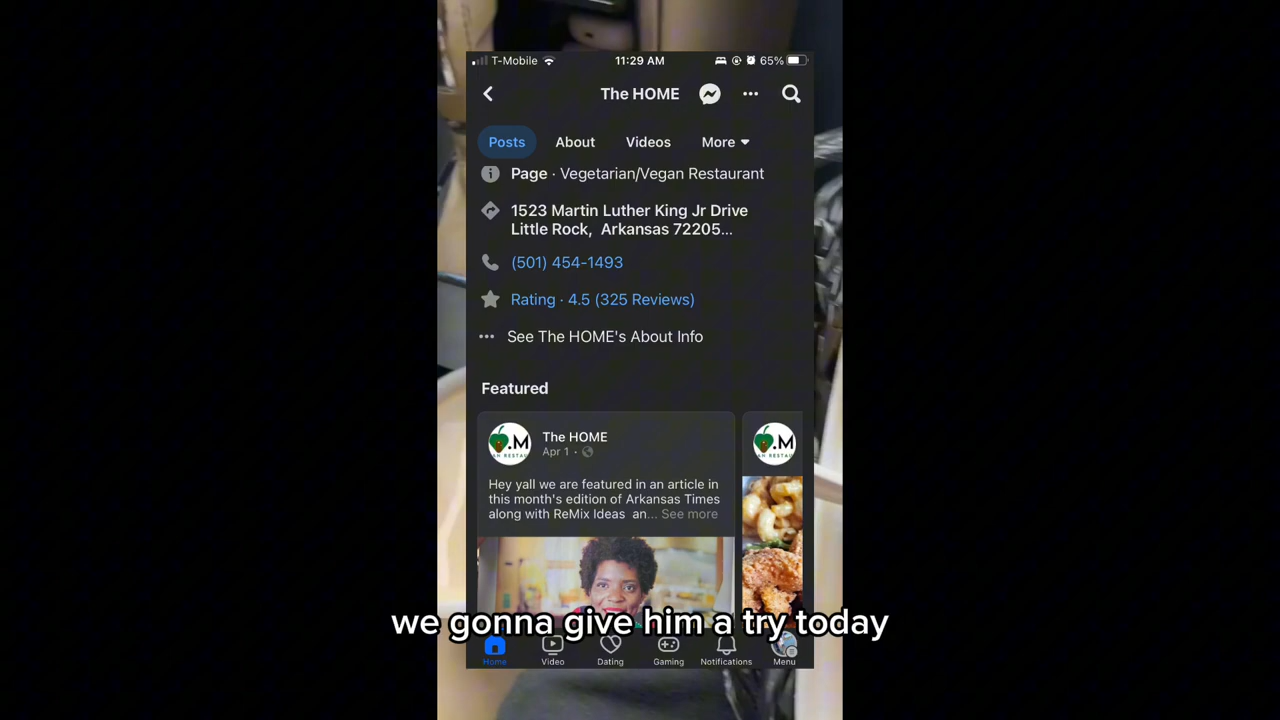 T-Mobile 11:29 AM 65%
The HOME
Posts About Videos More
Page · Vegetarian/Vegan Restaurant
1523 Martin Luther King Jr Drive
Little Rock, Arkansas 72205...
(501) 454-1493
Rating · 4.5 (325 Reviews)
See The HOME's About Info
Featured
.M
AN RESTAU
The HOME
Apr 1 ·
Hey yall we are featured in an article in
this month's edition of Arkansas Times
along with ReMix Ideas an... See more
.M
AN RESTAU
we gonna give him a try today
Home Video Dating Gaming Notifications Menu